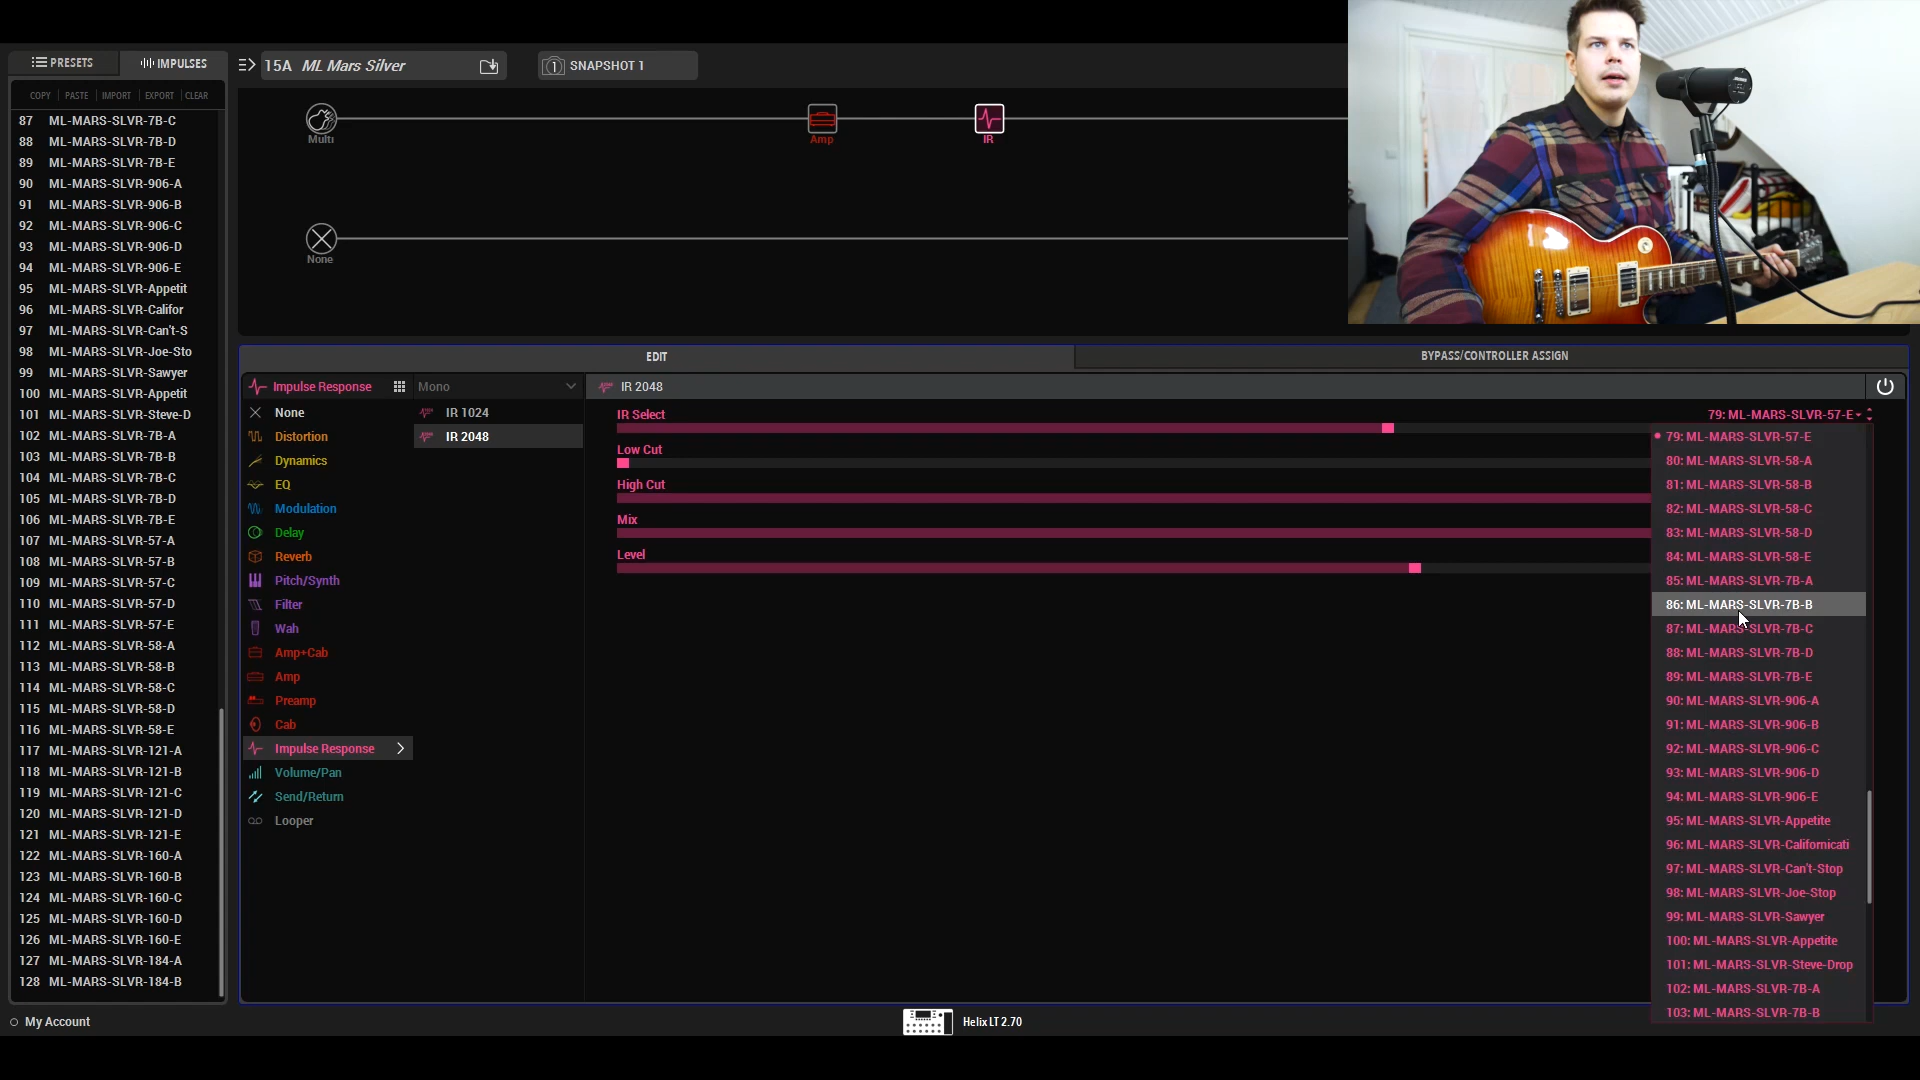 PRESETS
IMPULSES
COPY
PASTE
IMPORT
EXPORT
CLEAR
87 ML-MARS-SLVR-7B-C
88 ML-MARS-SLVR-7B-D
89 ML-MARS-SLVR-7B-E
90 ML-MARS-SLVR-906-A
91 ML-MARS-SLVR-906-B
92 ML-MARS-SLVR-906-C
93 ML-MARS-SLVR-906-D
94 ML-MARS-SLVR-906-E
95 ML-MARS-SLVR-Appetit
96 ML-MARS-SLVR-Califor
97 ML-MARS-SLVR-Can't-S
98 ML-MARS-SLVR-Joe-Sto
99 ML-MARS-SLVR-Sawyer
100 ML-MARS-SLVR-Appetit
101 ML-MARS-SLVR-Steve-D
102 ML-MARS-SLVR-7B-A
103 ML-MARS-SLVR-7B-B
104 ML-MARS-SLVR-7B-C
105 ML-MARS-SLVR-7B-D
106 ML-MARS-SLVR-7B-E
107 ML-MARS-SLVR-57-A
108 ML-MARS-SLVR-57-B
109 ML-MARS-SLVR-57-C
110 ML-MARS-SLVR-57-D
111 ML-MARS-SLVR-57-E
112 ML-MARS-SLVR-58-A
113 ML-MARS-SLVR-58-B
114 ML-MARS-SLVR-58-C
115 ML-MARS-SLVR-58-D
116 ML-MARS-SLVR-58-E
117 ML-MARS-SLVR-121-A
118 ML-MARS-SLVR-121-B
119 ML-MARS-SLVR-121-C
120 ML-MARS-SLVR-121-D
121 ML-MARS-SLVR-121-E
122 ML-MARS-SLVR-160-A
123 ML-MARS-SLVR-160-B
124 ML-MARS-SLVR-160-C
125 ML-MARS-SLVR-160-D
126 ML-MARS-SLVR-160-E
127 ML-MARS-SLVR-184-A
128 ML-MARS-SLVR-184-B
My Account
15A ML Mars Silver
1 SNAPSHOT 1
Multi
Amp
IR
None
EDIT
BYPASS/CONTROLLER ASSIGN
Impulse Response
None
Distortion
Dynamics
EQ
Modulation
Delay
Reverb
Pitch/Synth
Filter
Wah
Amp+Cab
Amp
Preamp
Cab
Impulse Response
Volume/Pan
Send/Return
Looper
Mono
IR 1024
IR 2048
IR 2048
IR Select
Low Cut
High Cut
Mix
Level
79: ML-MARS-SLVR-57-E
79: ML-MARS-SLVR-57-E
80: ML-MARS-SLVR-58-A
81: ML-MARS-SLVR-58-B
82: ML-MARS-SLVR-58-C
83: ML-MARS-SLVR-58-D
84: ML-MARS-SLVR-58-E
85: ML-MARS-SLVR-7B-A
86: ML-MARS-SLVR-7B-B
87: ML-MARS-SLVR-7B-C
88: ML-MARS-SLVR-7B-D
89: ML-MARS-SLVR-7B-E
90: ML-MARS-SLVR-906-A
91: ML-MARS-SLVR-906-B
92: ML-MARS-SLVR-906-C
93: ML-MARS-SLVR-906-D
94: ML-MARS-SLVR-906-E
95: ML-MARS-SLVR-Appetite
96: ML-MARS-SLVR-Californicati
97: ML-MARS-SLVR-Can't-Stop
98: ML-MARS-SLVR-Joe-Stop
99: ML-MARS-SLVR-Sawyer
100: ML-MARS-SLVR-Appetite
101: ML-MARS-SLVR-Steve-Drop
102: ML-MARS-SLVR-7B-A
103: ML-MARS-SLVR-7B-B
Helix LT 2.70